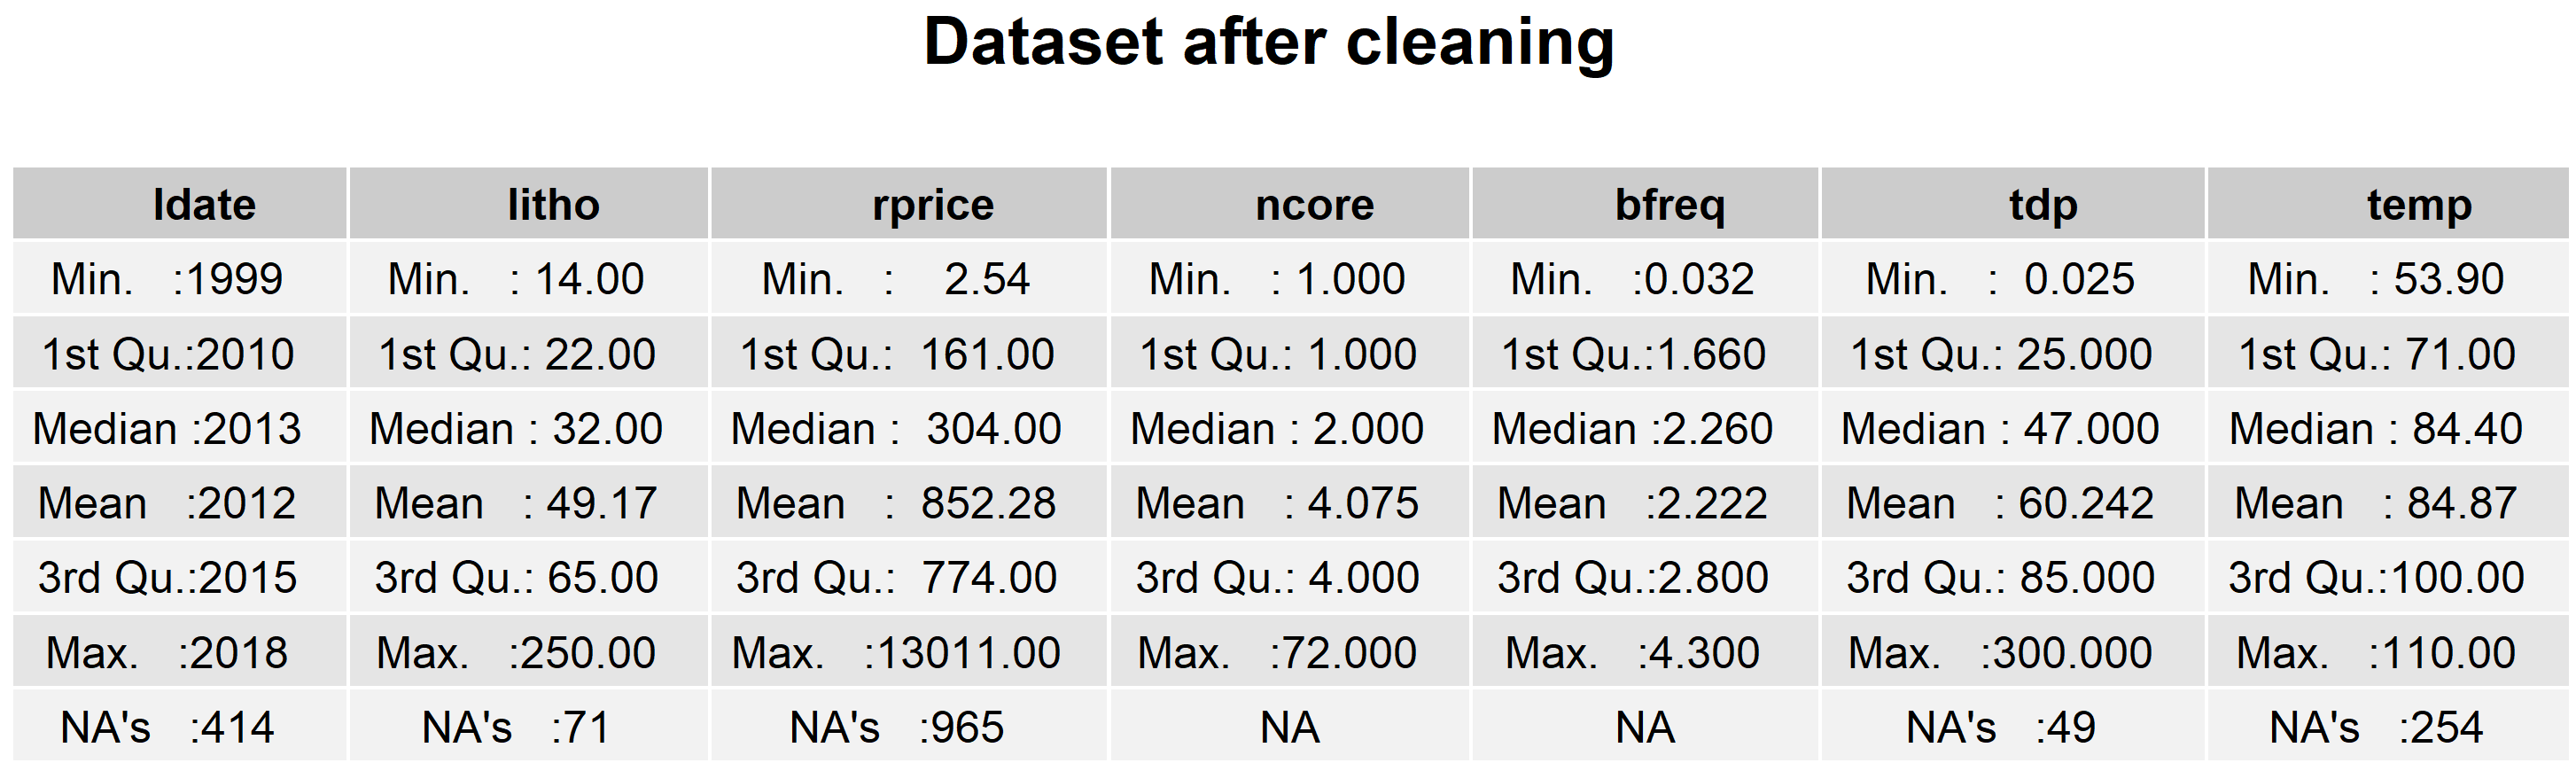 Dataset after cleaning
ldate litho rprice ncore bfreq tdp temp
Min. :1999 Min. : 14.00 Min. : 2.54 Min. : 1.000 Min. :0.032 Min. : 0.025 Min. : 53.90
1st Qu.:2010 1st Qu.: 22.00 1st Qu.: 161.00 1st Qu.: 1.000 1st Qu.:1.660 1st Qu.: 25.000 1st Qu.: 71.00
Median :2013 Median : 32.00 Median : 304.00 Median : 2.000 Median :2.260 Median : 47.000 Median : 84.40
Mean :2012 Mean : 49.17 Mean : 852.28 Mean : 4.075 Mean :2.222 Mean : 60.242 Mean : 84.87
3rd Qu.:2015 3rd Qu.: 65.00 3rd Qu.: 774.00 3rd Qu.: 4.000 3rd Qu.:2.800 3rd Qu.: 85.000 3rd Qu.:100.00
Max. :2018 Max. :250.00 Max. :13011.00 Max. :72.000 Max. :4.300 Max. :300.000 Max. :110.00
NA's :414 NA's :71 NA's :965 NA NA NA's :49 NA's :254